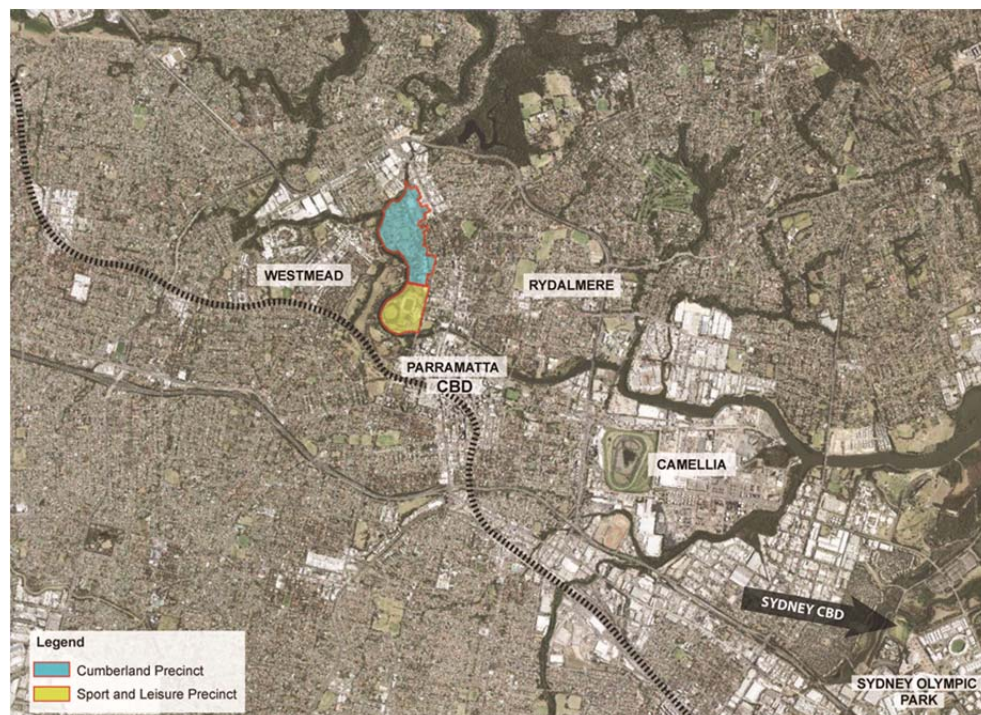 WESTMEAD
RYDALMERE
PARRAMATTA
CBD
CAMELLIA
SYDNEY CBD
SYDNEY OLYMPIC
PARK
Legend
Cumberland Precinct
Sport and Leisure Precinct